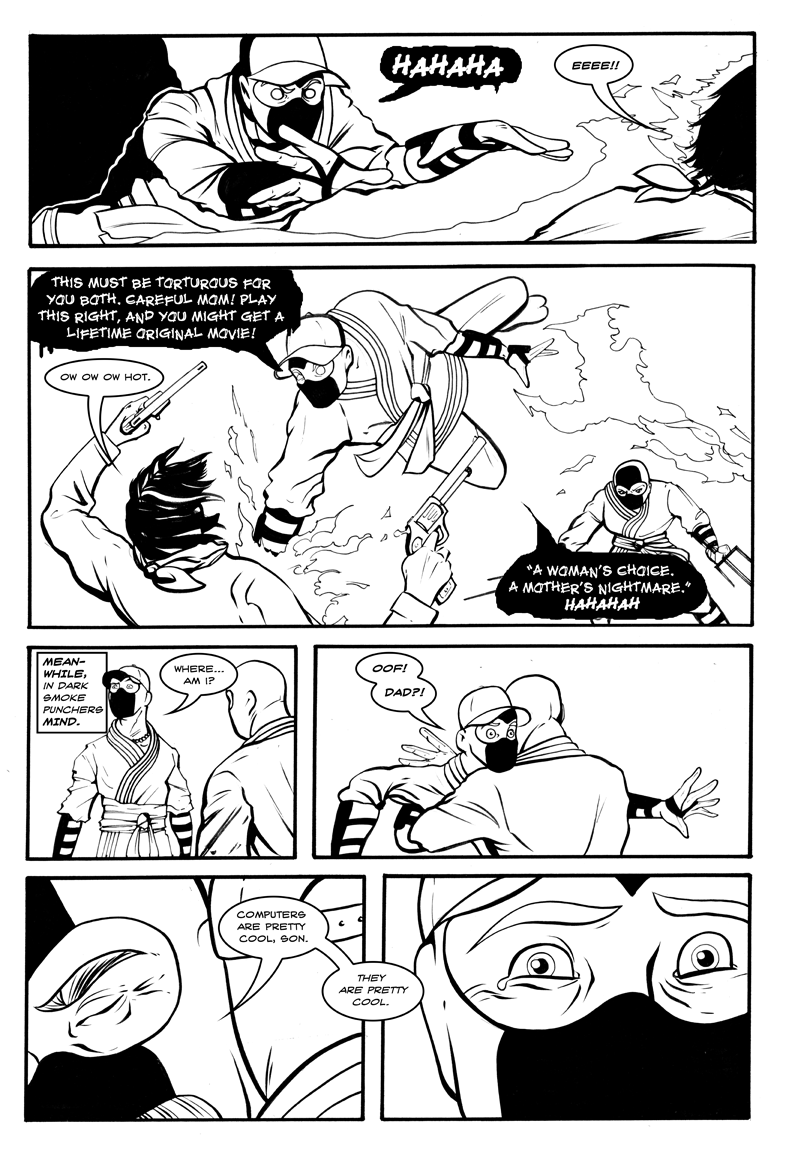 HAHAHA
EEEE!!
THIS MUST BE TORTUROUS FOR
YOU BOTH. CAREFUL MOM! PLAY
THIS RIGHT, AND YOU MIGHT GET A
LIFETIME ORIGINAL MOVIE!
OW OW OW HOT.
"A WOMAN'S CHOICE.
A MOTHER'S NIGHTMARE."
HAHAHAH
MEAN-
WHILE,
IN DARK
SMOKE
PUNCHERS
MIND.
WHERE...
AM I?
OOF!
DAD?!
COMPUTERS
ARE PRETTY
COOL, SON.
THEY
ARE PRETTY
COOL.